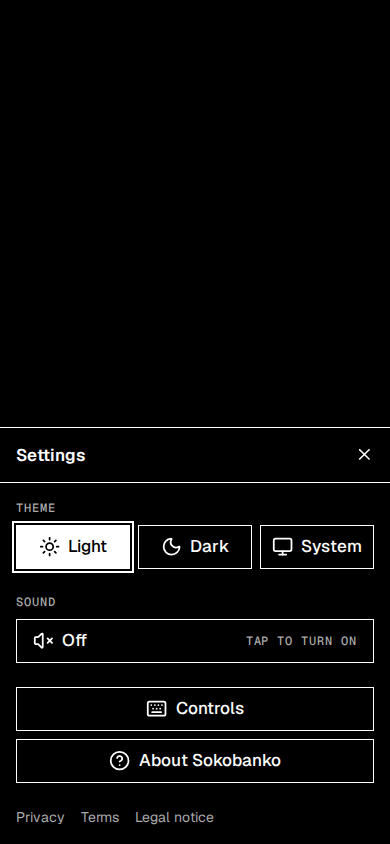 Settings
THEME
Light Dark System
SOUND
Off TAP TO TURN ON
Controls
About Sokobanko
Privacy Terms Legal notice